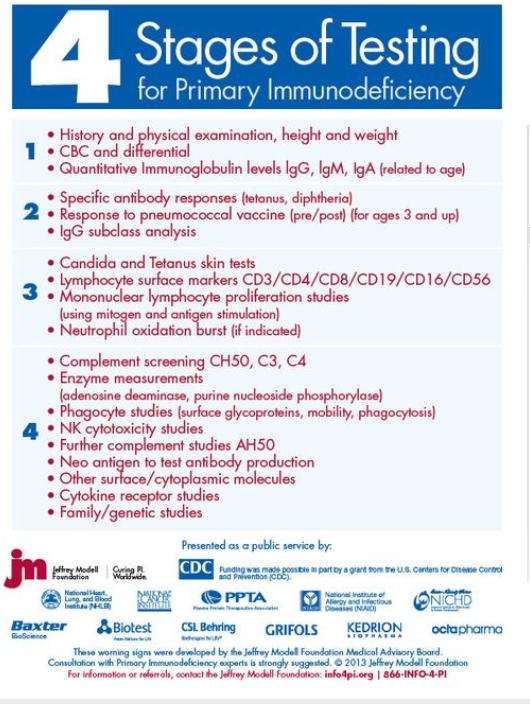 4 Stages of Testing
for Primary Immunodeficiency
1
• History and physical examination, height and weight
• CBC and differential
• Quantitative Immunoglobulin levels IgG, IgM, IgA (related to age)
2
• Specific antibody responses (tetanus, diphtheria)
• Response to pneumococcal vaccine (pre/post) (for ages 3 and up)
• IgG subclass analysis
3
• Candida and Tetanus skin tests
• Lymphocyte surface markers CD3/CD4/CD8/CD19/CD16/CD56
• Mononuclear lymphocyte proliferation studies
(using mitogen and antigen stimulation)
• Neutrophil oxidation burst (if indicated)
4
• Complement screening CH50, C3, C4
• Enzyme measurements
(adenosine deaminase, purine nucleoside phosphorylase)
• Phagocyte studies (surface glycoproteins, mobility, phagocytosis)
• NK cytotoxicity studies
• Further complement studies AH50
• Neo antigen to test antibody production
• Other surface/cytoplasmic molecules
• Cytokine receptor studies
• Family/genetic studies
Presented as a public service by:
jm Jeffrey Modell Foundation Curing PI. Worldwide.
CDC Funding was made possible in part by a grant from the U.S. Centers for Disease Control
and Prevention (CDC).
National Heart, Lung, and Blood Institute (NHLBI)
NATIONAL CANCER INSTITUTE
PPTA
Plasma Protein Therapeutics Association
NIAID National Institute of Allergy and Infectious Diseases (NIAID)
NICHD
Baxter
BioScience
Biotest
From Nature for Life
CSL Behring
Biotherapies for Life™
GRIFOLS
KEDRION
BIOPHARMA
octapharma
These warning signs were developed by the Jeffrey Modell Foundation Medical Advisory Board.
Consultation with Primary Immunodeficiency experts is strongly suggested. © 2013 Jeffrey Modell Foundation
For information or referrals, contact the Jeffrey Modell Foundation: info4pi.org | 866-INFO-4-PI